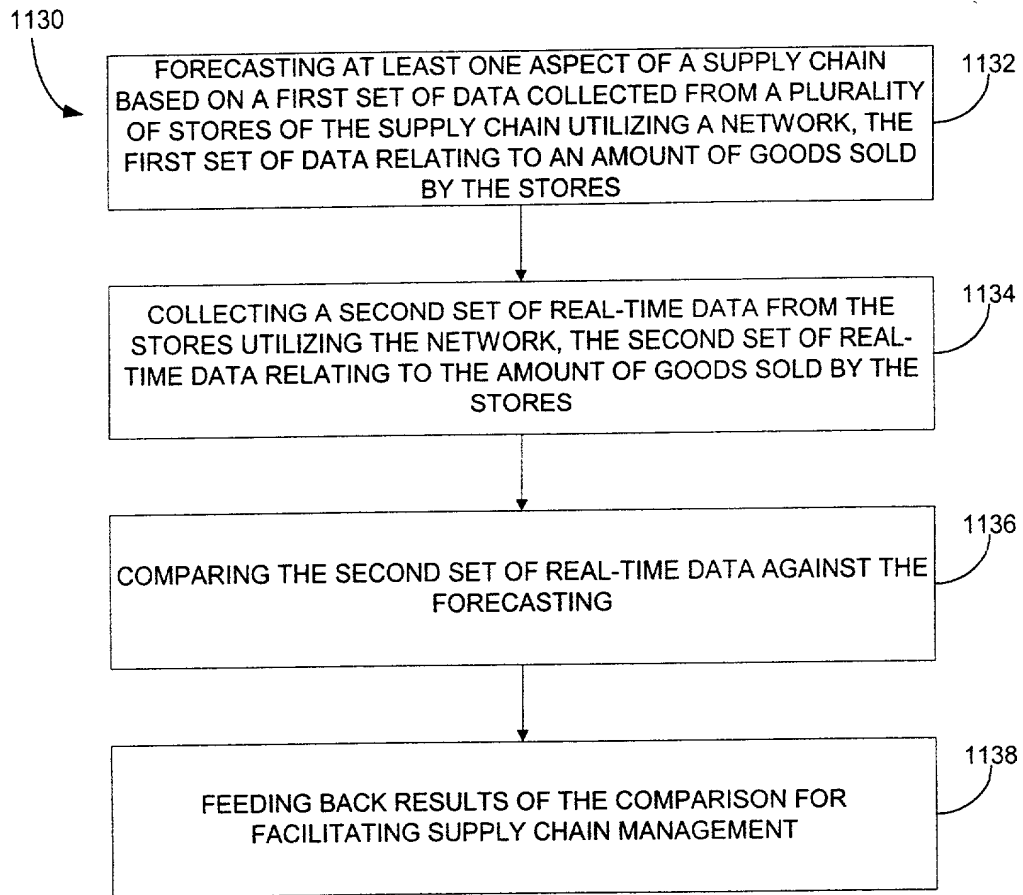 1130
FORECASTING AT LEAST ONE ASPECT OF A SUPPLY CHAIN
BASED ON A FIRST SET OF DATA COLLECTED FROM A PLURALITY
OF STORES OF THE SUPPLY CHAIN UTILIZING A NETWORK, THE
FIRST SET OF DATA RELATING TO AN AMOUNT OF GOODS SOLD
BY THE STORES
1132
COLLECTING A SECOND SET OF REAL-TIME DATA FROM THE
STORES UTILIZING THE NETWORK, THE SECOND SET OF REAL-
TIME DATA RELATING TO THE AMOUNT OF GOODS SOLD BY THE
STORES
1134
COMPARING THE SECOND SET OF REAL-TIME DATA AGAINST THE
FORECASTING
1136
FEEDING BACK RESULTS OF THE COMPARISON FOR
FACILITATING SUPPLY CHAIN MANAGEMENT
1138